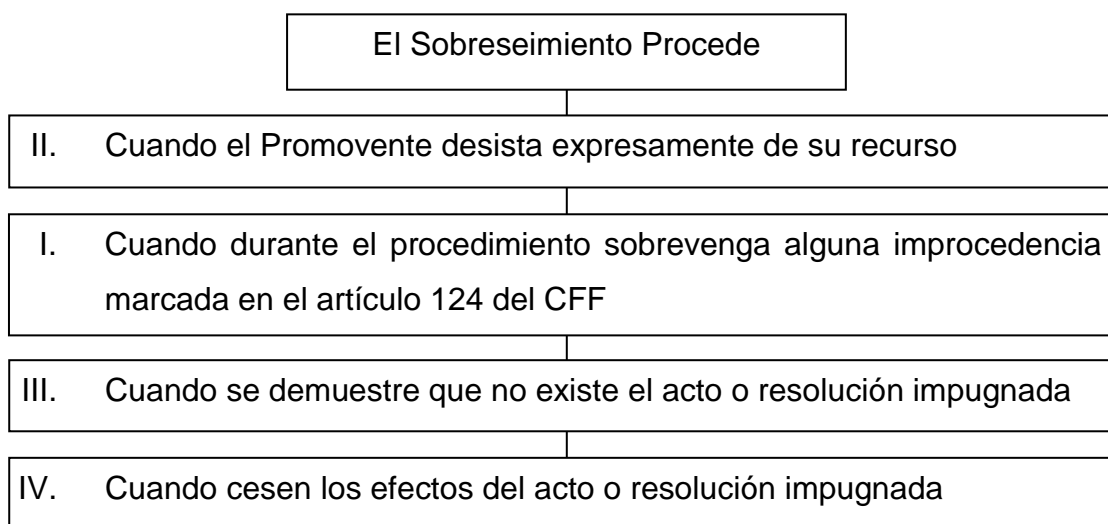 El Sobreseimiento Procede
II. Cuando el Promovente desista expresamente de su recurso
I. Cuando durante el procedimiento sobrevenga alguna improcedencia
marcada en el artículo 124 del CFF
III. Cuando se demuestre que no existe el acto o resolución impugnada
IV. Cuando cesen los efectos del acto o resolución impugnada